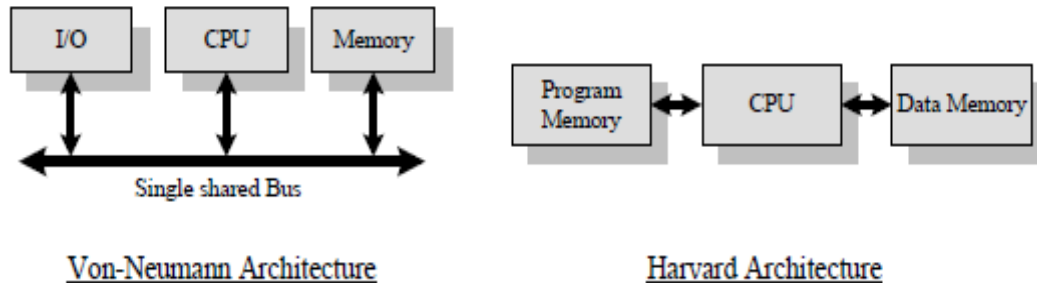 I/O
CPU
Memory
Single shared Bus
Von-Neumann Architecture
Program
Memory
CPU
Data Memory
Harvard Architecture